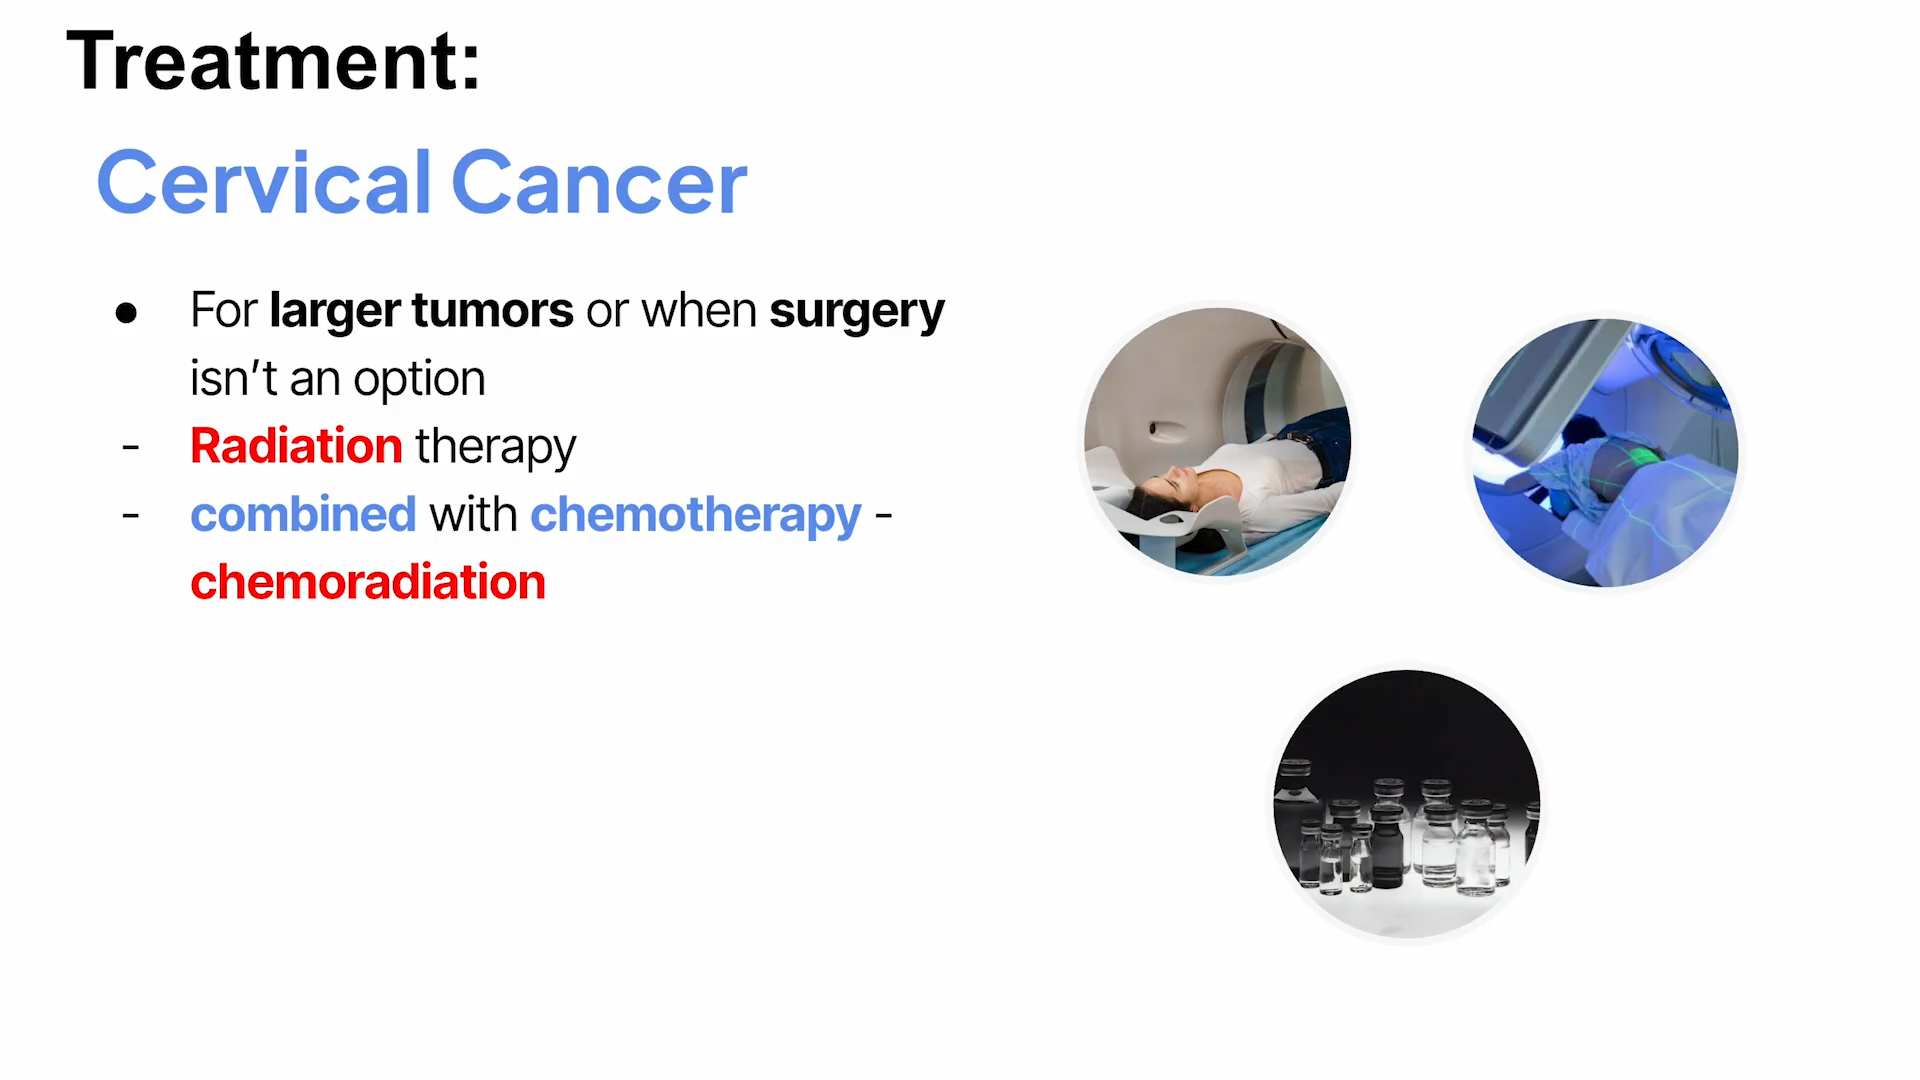 Treatment:
Cervical Cancer
● For larger tumors or when surgery
isn’t an option
- Radiation therapy
- combined with chemotherapy -
chemoradiation